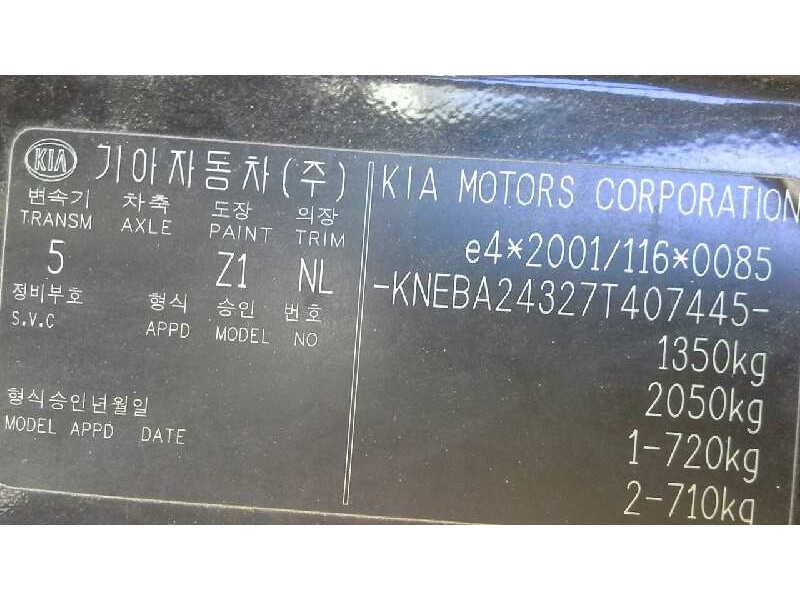 KIA 기아자동차(주)
변속기 차축 도장 의장
TRANSM AXLE PAINT TRIM
5 Z1 NL
정비부호 형식 승인 번호
S.V.C APPD MODEL NO
형식승인년월일
MODEL APPD DATE
KIA MOTORS CORPORATION
e4*2001/116*0085
-KNEBA24327T407445-
1350kg
2050kg
1-720kg
2-710kg